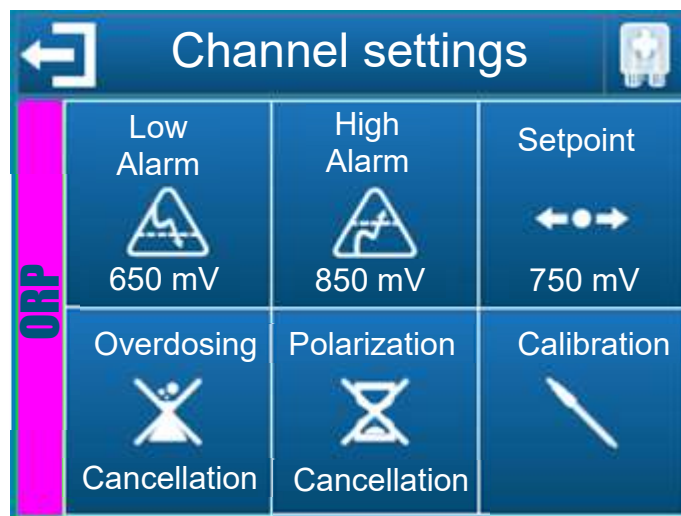 Channel settings
Low
Alarm
650 mV
High
Alarm
850 mV
Setpoint
750 mV
ORP
Overdosing
Cancellation
Polarization
Cancellation
Calibration